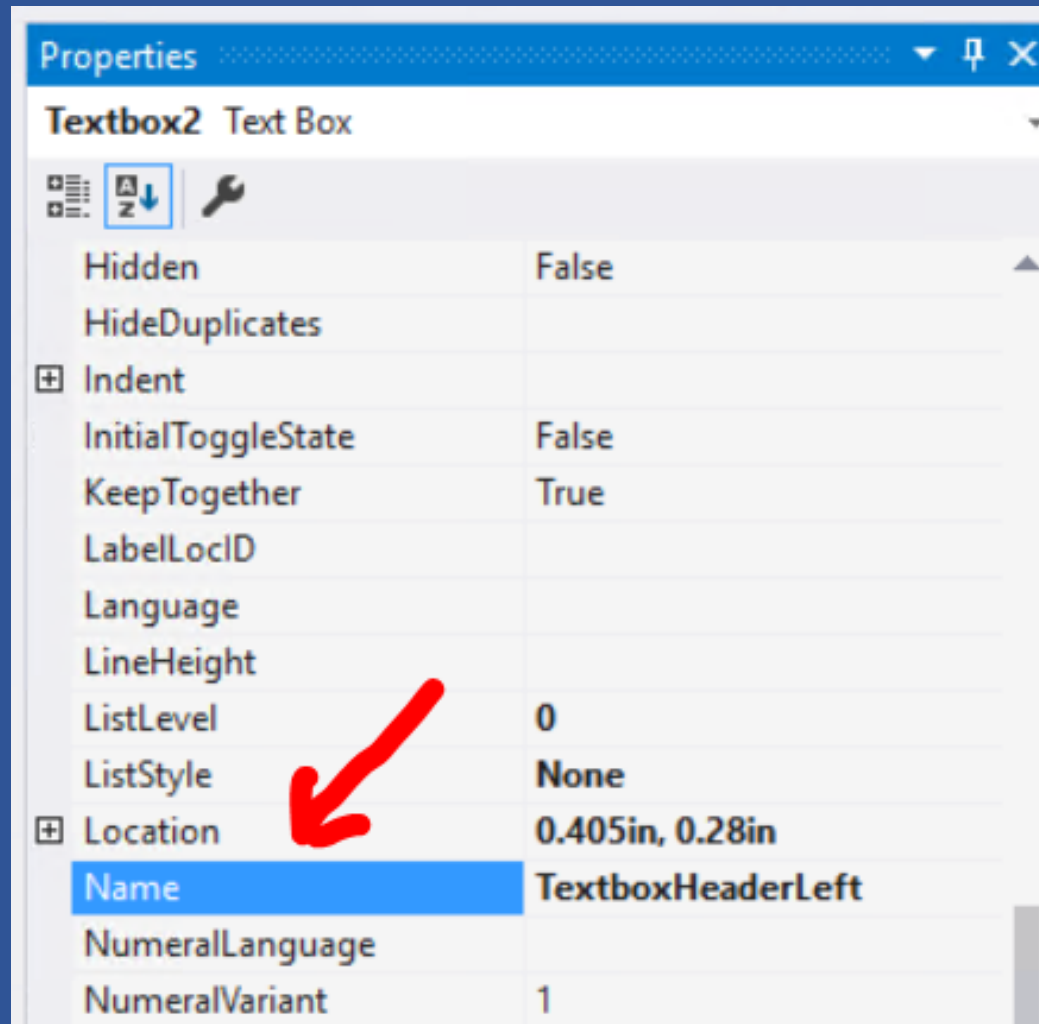 Properties
Textbox2 Text Box
A
Z
Hidden False
HideDuplicates
Indent
InitialToggleState False
KeepTogether True
LabelLocID
Language
LineHeight
ListLevel 0
ListStyle None
Location 0.405in, 0.28in
Name TextboxHeaderLeft
NumeralLanguage
NumeralVariant 1